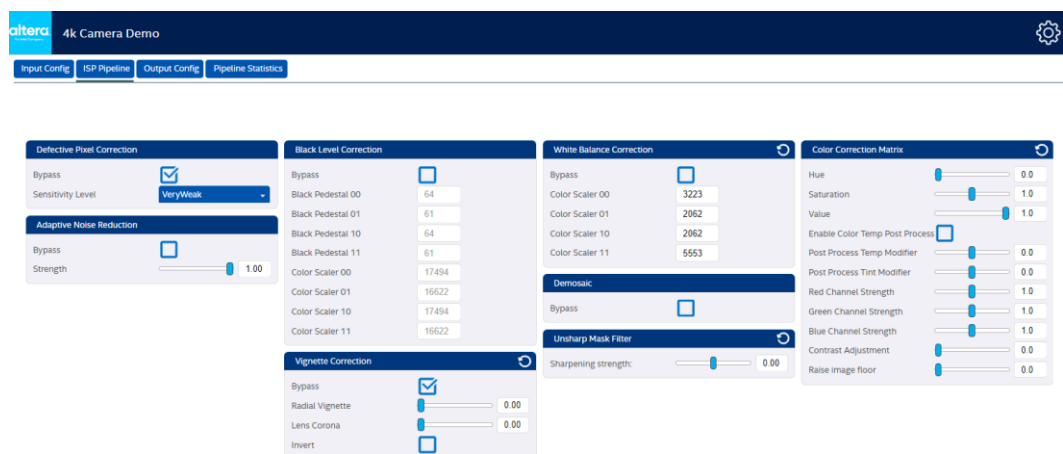 altera
4k Camera Demo
Input Config
ISP Pipeline
Output Config
Pipeline Statistics
Defective Pixel Correction
Bypass
Sensitivity Level VeryWeak
Adaptive Noise Reduction
Bypass
Strength 1.00
Black Level Correction
Bypass
Black Pedestal 00 64
Black Pedestal 01 61
Black Pedestal 10 64
Black Pedestal 11 61
Color Scaler 00 17494
Color Scaler 01 16622
Color Scaler 10 17494
Color Scaler 11 16622
Vignette Correction
Bypass
Radial Vignette 0.00
Lens Corona 0.00
Invert
White Balance Correction
Bypass
Color Scaler 00 3223
Color Scaler 01 2062
Color Scaler 10 2062
Color Scaler 11 5553
Demosaic
Bypass
Unsharp Mask Filter
Sharpening strength: 0.00
Color Correction Matrix
Hue 0.0
Saturation 1.0
Value 1.0
Enable Color Temp Post Process
Post Process Temp Modifier 0.0
Post Process Tint Modifier 0.0
Red Channel Strength 1.0
Green Channel Strength 1.0
Blue Channel Strength 1.0
Contrast Adjustment 0.0
Raise image floor 0.0